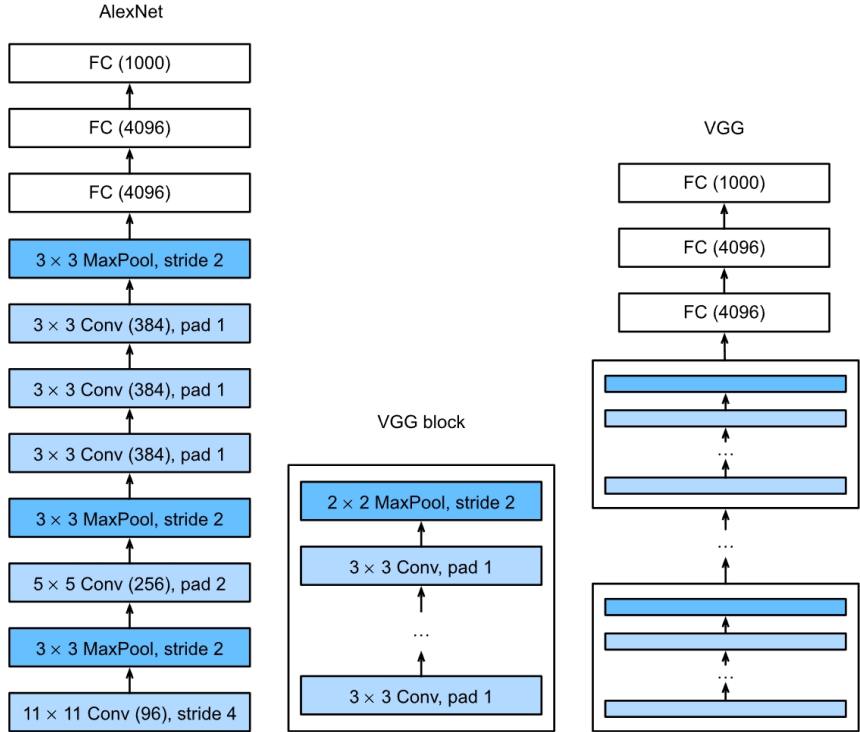 AlexNet
FC (1000)
FC (4096)
FC (4096)
3 × 3 MaxPool, stride 2
3 × 3 Conv (384), pad 1
3 × 3 Conv (384), pad 1
3 × 3 Conv (384), pad 1
3 × 3 MaxPool, stride 2
5 × 5 Conv (256), pad 2
3 × 3 MaxPool, stride 2
11 × 11 Conv (96), stride 4
VGG block
2 × 2 MaxPool, stride 2
3 × 3 Conv, pad 1
...
3 × 3 Conv, pad 1
VGG
FC (1000)
FC (4096)
FC (4096)
...
...
...